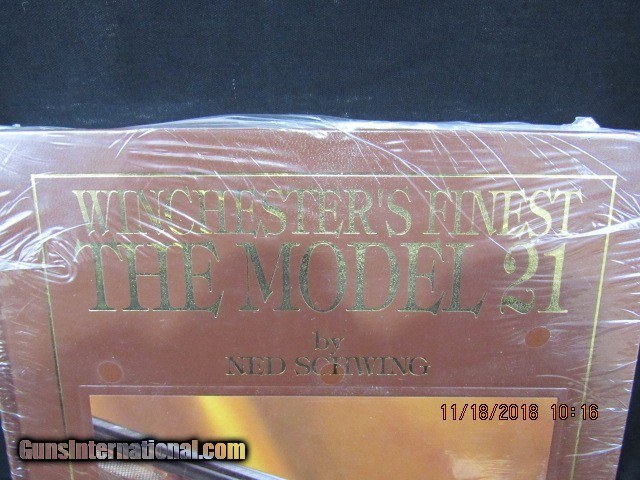 WINCHESTER'S FINEST
THE MODEL 21
by
NED SCHWING
11/18/2018 10:16
GunsInternational.com